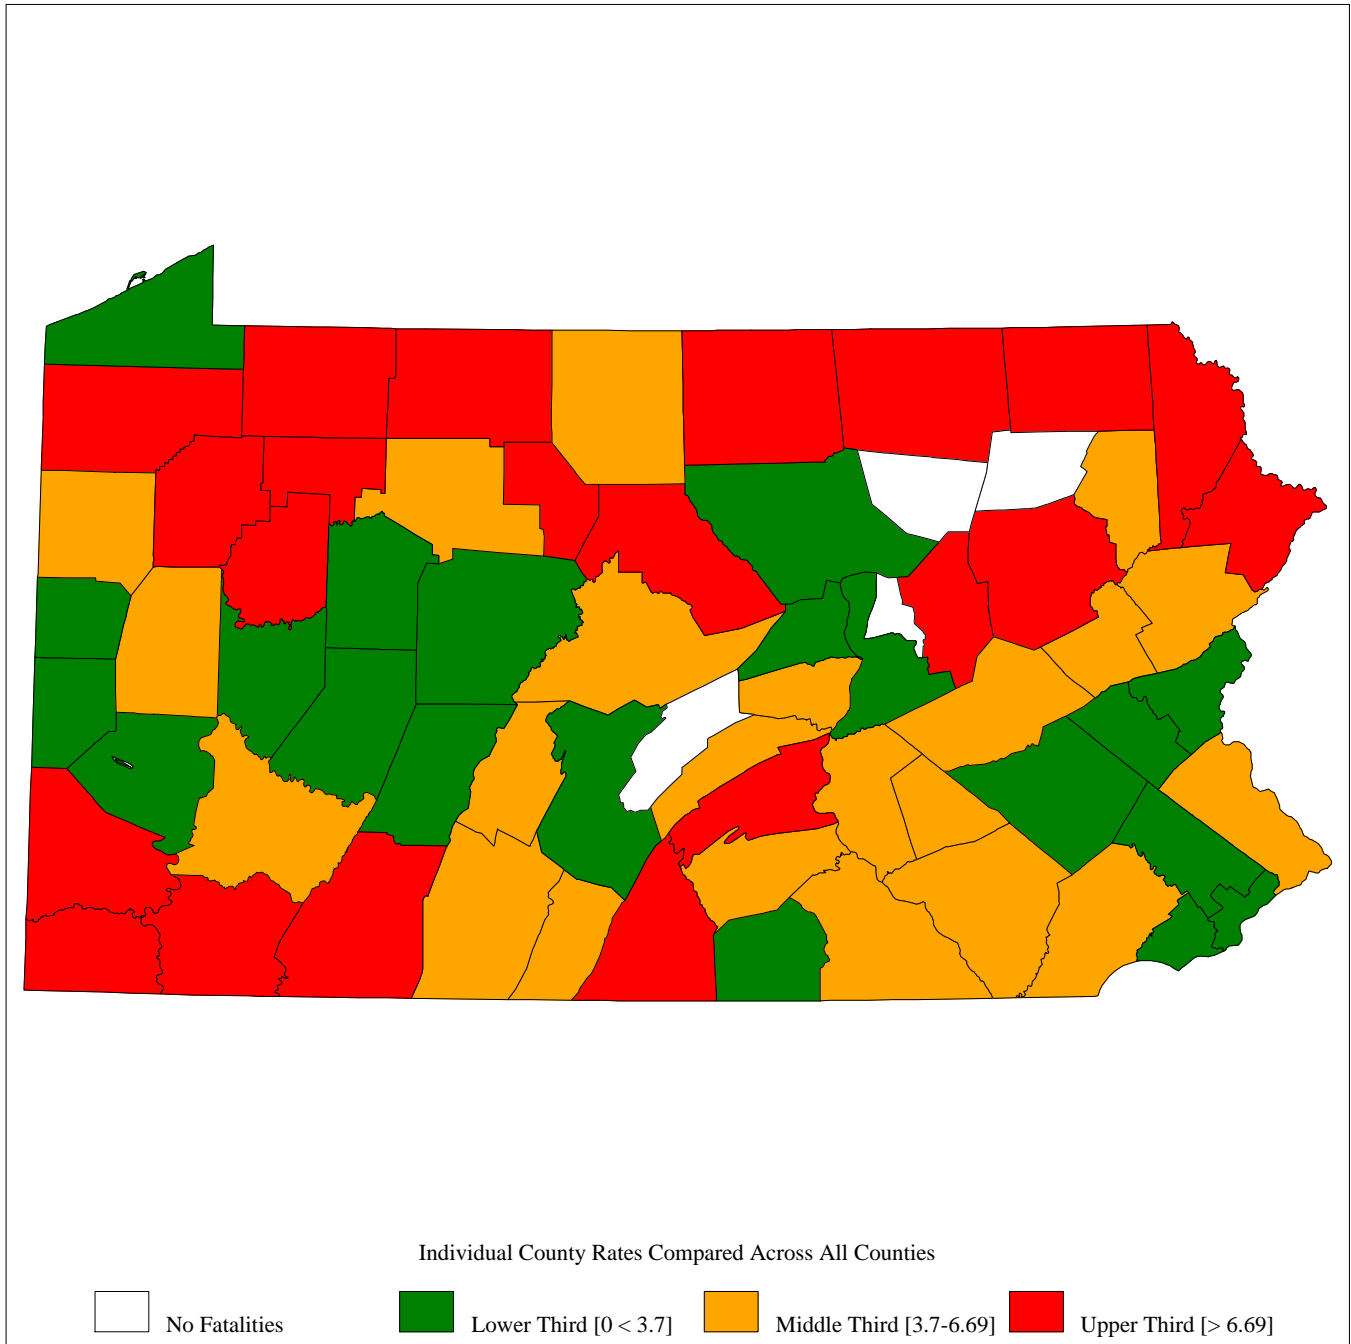 Individual County Rates Compared Across All Counties
No Fatalities Lower Third [0 < 3.7] Middle Third [3.7-6.69] Upper Third [> 6.69]